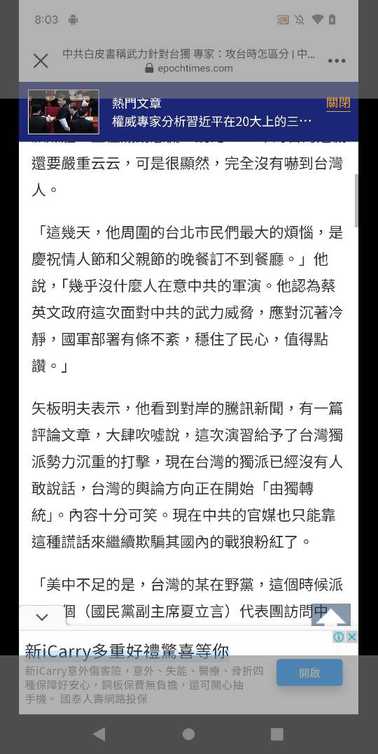 8:03
中共白皮書稱武力針對台獨 專家：攻台時怎區分 | 中...
epochtimes.com
熱門文章
關閉
權威專家分析習近平在20大上的三…
還要嚴重云云，可是很顯然，完全沒有嚇到台灣
人。
「這幾天，他周圍的台北市民們最大的煩惱，是
慶祝情人節和父親節的晚餐訂不到餐廳。」他
說，「幾乎沒什麼人在意中共的軍演。他認為蔡
英文政府這次面對中共的武力威脅，應對沉著冷
靜，國軍部署有條不紊，穩住了民心，值得點
讚。」
矢板明夫表示，他看到對岸的騰訊新聞，有一篇
評論文章，大肆吹噓說，這次演習給予了台灣獨
派勢力沉重的打擊，現在台灣的獨派已經沒有人
敢說話，台灣的輿論方向正在開始「由獨轉
統」。內容十分可笑。現在中共的官媒也只能靠
這種謊話來繼續欺騙其國內的戰狼粉紅了。
「美中不足的是，台灣的某在野黨，這個時候派
個（國民黨副主席夏立言）代表團訪問中
新iCarry多重好禮驚喜等你
新iCarry意外傷害險，意外、失能、醫療、骨折四
種保障好安心，銅板保費無負擔，還可開心抽
手機。 國泰人壽網路投保
開啟